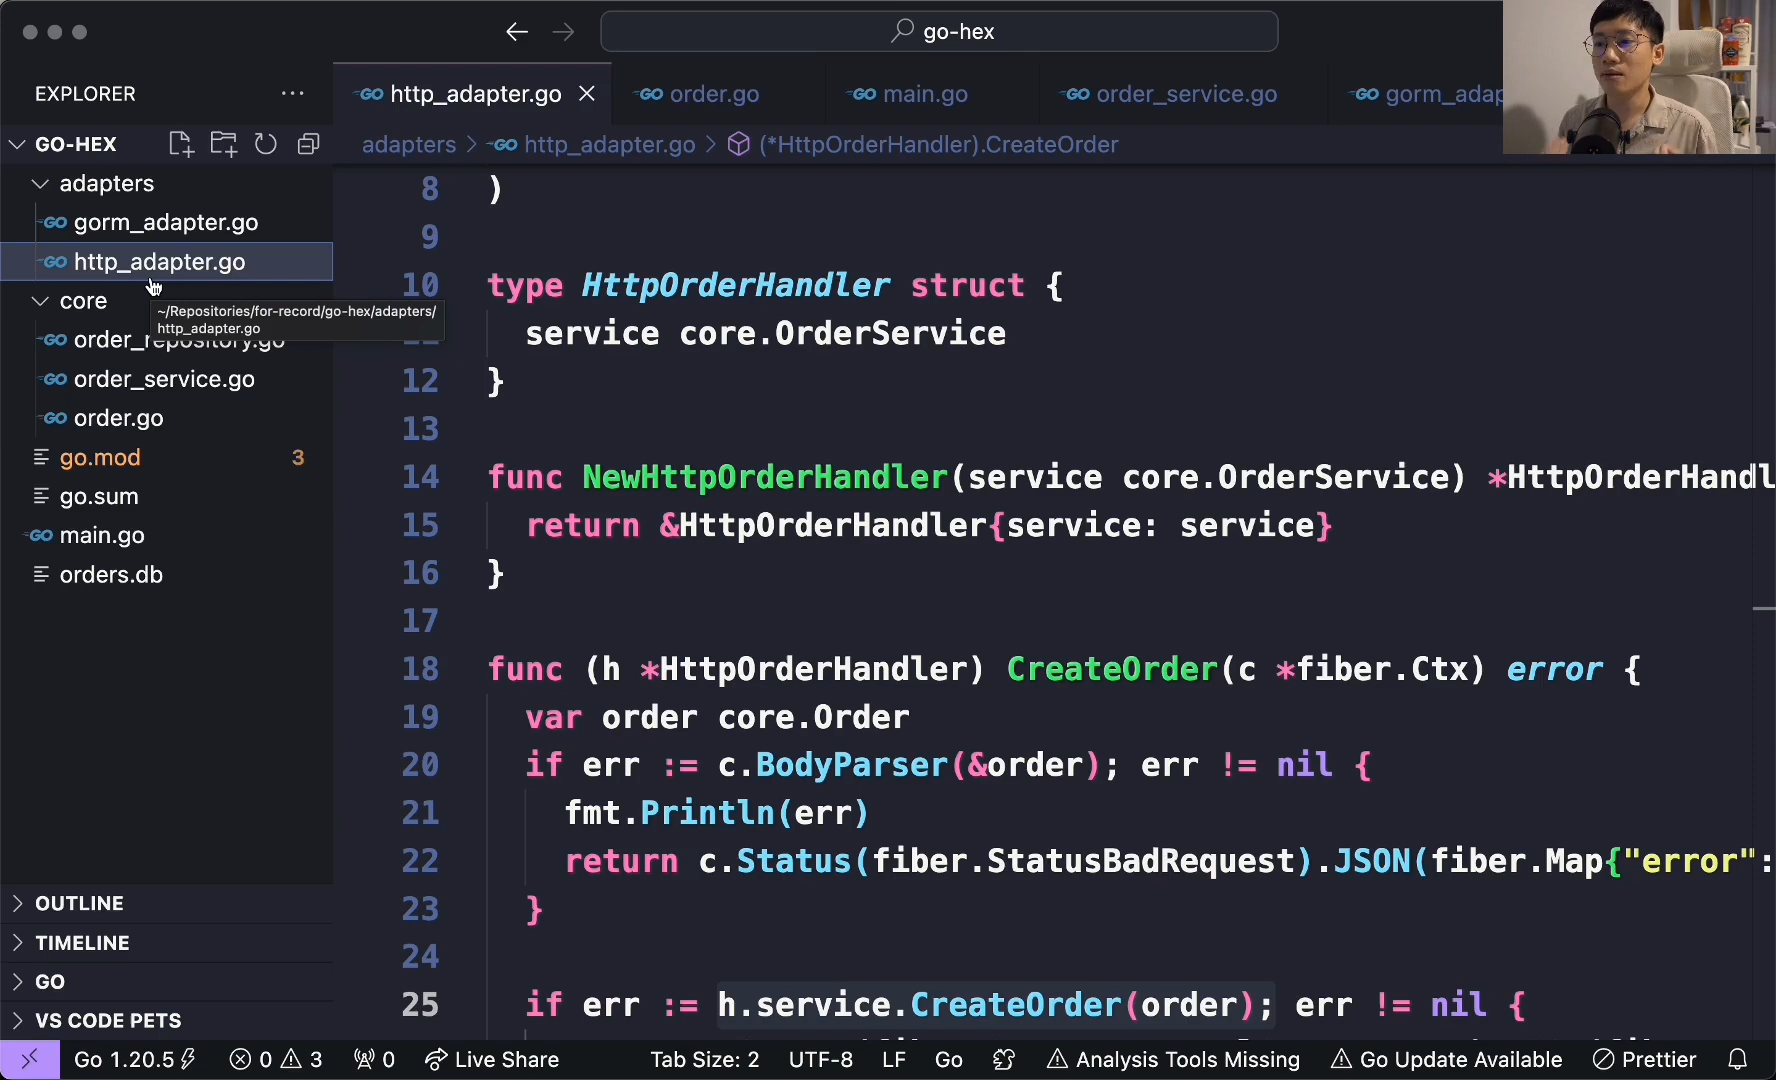 go-hex
EXPLORER
http_adapter.go
order.go
main.go
order_service.go
gorm_adap
GO-HEX
adapters > http_adapter.go > (*HttpOrderHandler).CreateOrder
adapters
gorm_adapter.go
http_adapter.go
core
~/Repositories/for-record/go-hex/adapters/
http_adapter.go
order_repository.go
order_service.go
order.go
go.mod 3
go.sum
main.go
orders.db
OUTLINE
TIMELINE
GO
VS CODE PETS
8 )
9
10 type HttpOrderHandler struct {
service core.OrderService
12 }
13
14 func NewHttpOrderHandler(service core.OrderService) *HttpOrderHandl
15 return &HttpOrderHandler{service: service}
16 }
17
18 func (h *HttpOrderHandler) CreateOrder(c *fiber.Ctx) error {
19 var order core.Order
20 if err := c.BodyParser(&order); err != nil {
21 fmt.Println(err)
22 return c.Status(fiber.StatusBadRequest).JSON(fiber.Map{"error":
23 }
24
25 if err := h.service.CreateOrder(order); err != nil {
Go 1.20.5 0 3 0 Live Share Tab Size: 2 UTF-8 LF Go Analysis Tools Missing Go Update Available Prettier